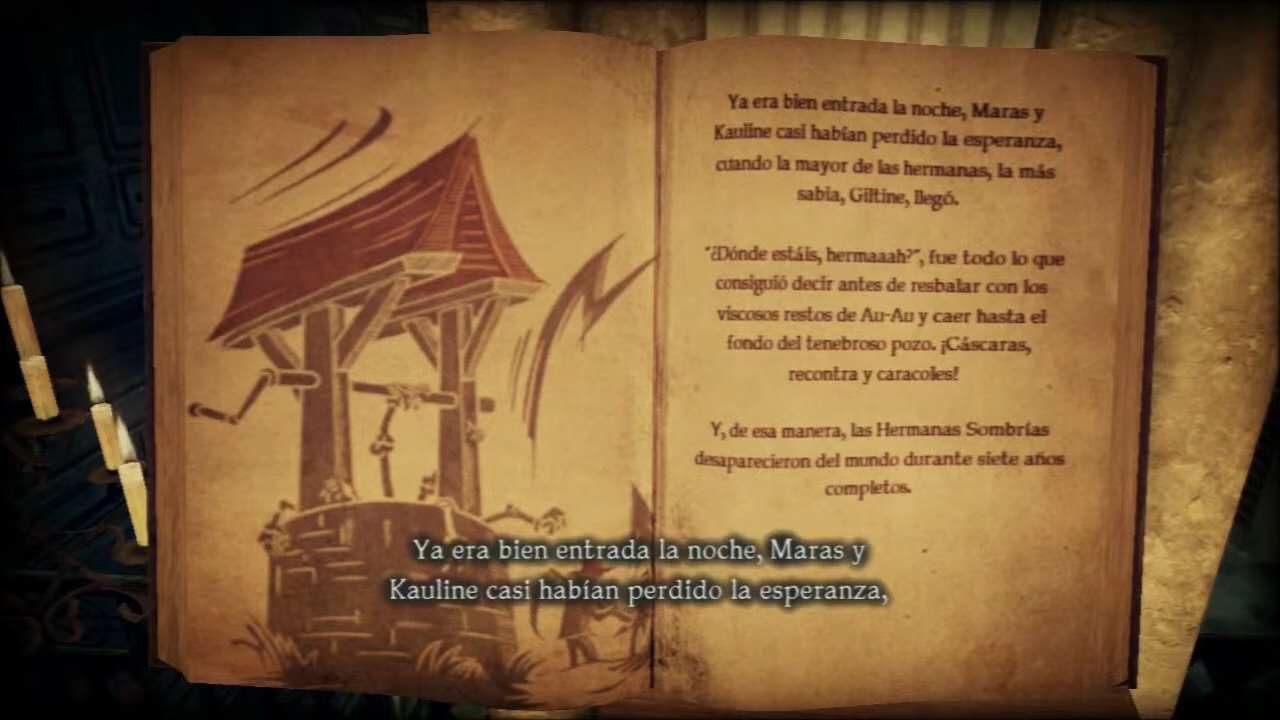 Ya era bien entrada la noche, Maras y
Kauline casi habían perdido la esperanza,
cuando la mayor de las hermanas, la más
sabia, Giltine, llegó.
"¿Dónde estáis, hermaaah?", fue todo lo que
consiguió decir antes de resbalar con los
viscosos restos de Au-Au y caer hasta el
fondo del tenebroso pozo. ¡Cáscaras,
recontra y caracoles!
Y, de esa manera, las Hermanas Sombrías
desaparecieron del mundo durante siete años
completos.
Ya era bien entrada la noche, Maras y
Kauline casi habían perdido la esperanza,